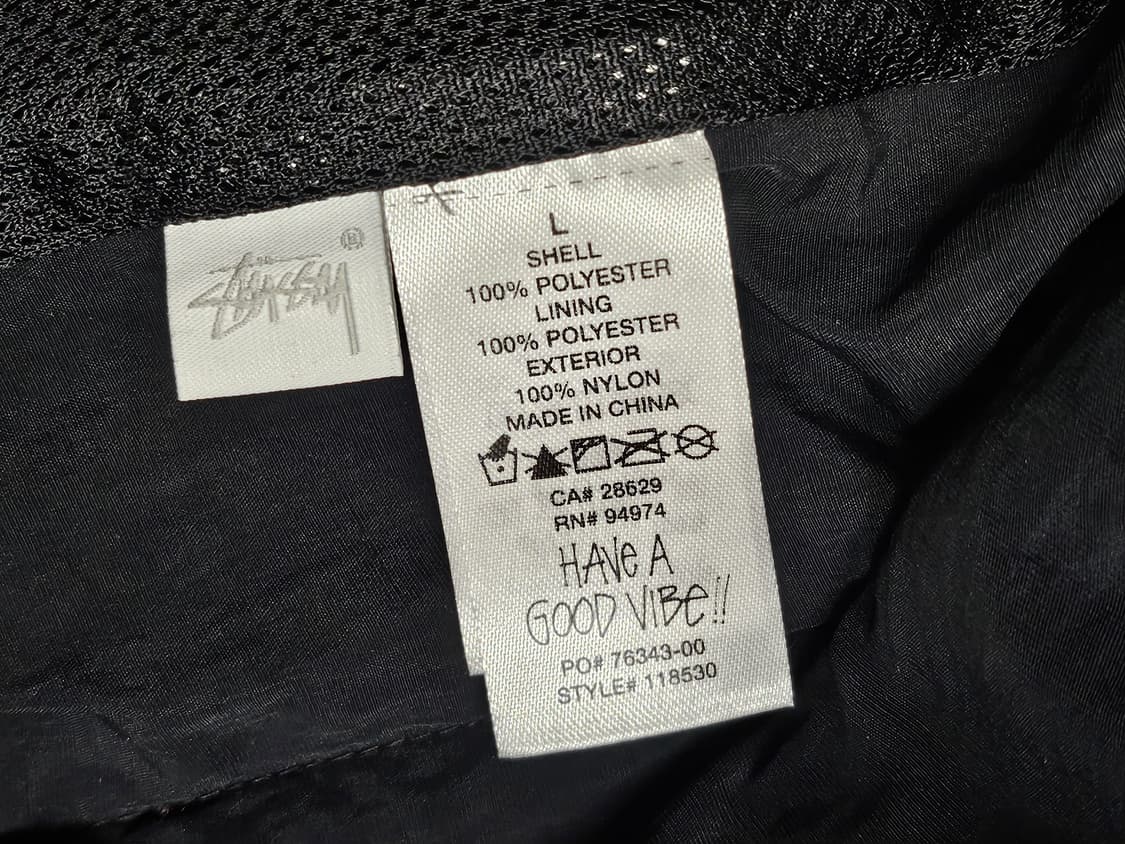 STÜSSY ®
L
SHELL
100% POLYESTER
LINING
100% POLYESTER
EXTERIOR
100% NYLON
MADE IN CHINA
CA# 28629
RN# 94974
HAVE A
GOOD VIBE!!
PO# 76343-00
STYLE# 118530